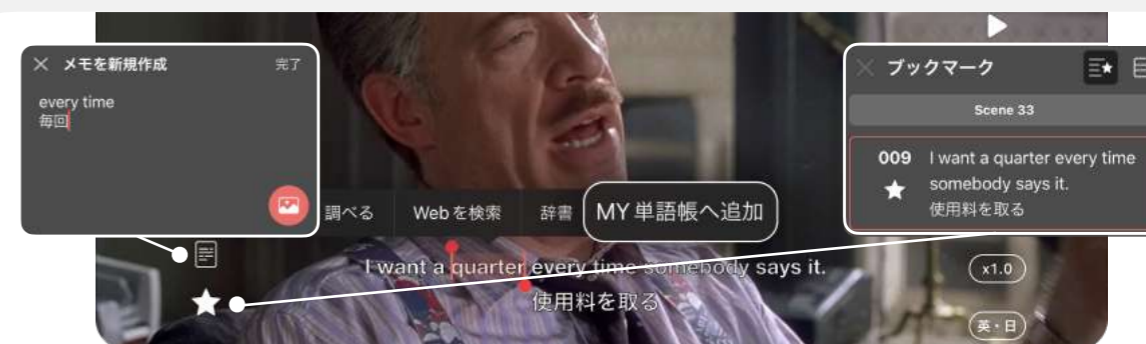 メモを新規作成
完了
every time
毎回
調べる
Webを検索
辞書
MY単語帳へ追加
I want a quarter every time somebody says it.
使用料を取る
ブックマーク
Scene 33
009
I want a quarter every time
somebody says it.
使用料を取る
x1.0
英・日